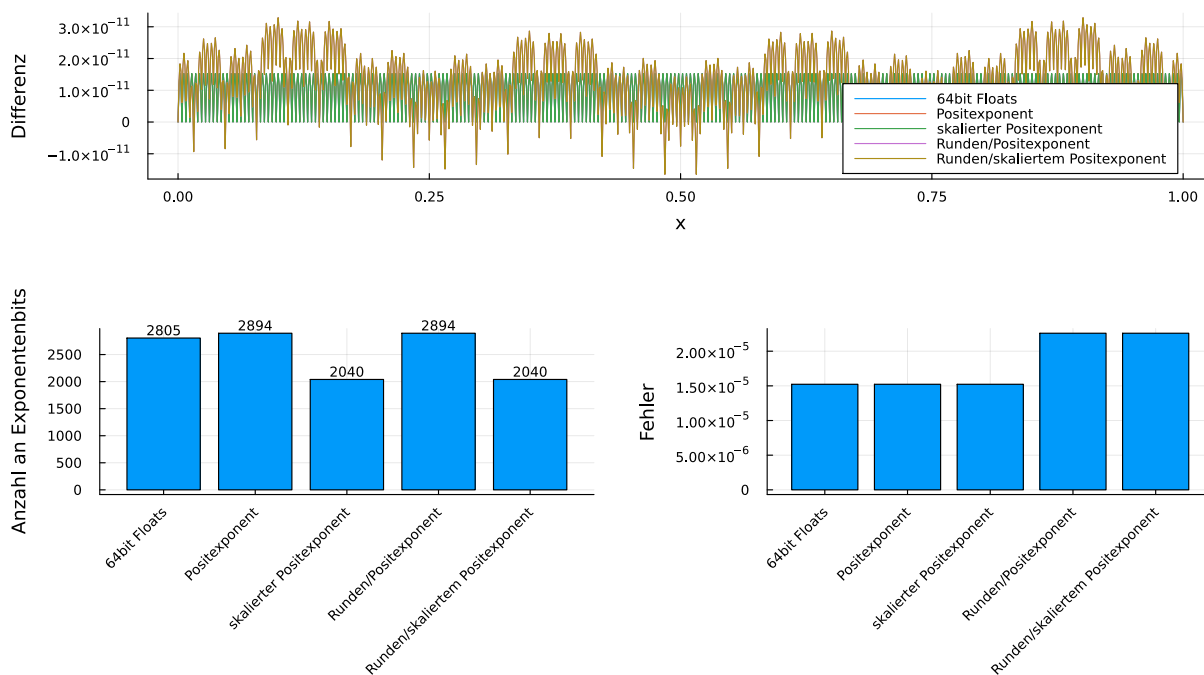 Differenz
3.0×10⁻¹¹
2.0×10⁻¹¹
1.0×10⁻¹¹
0
−1.0×10⁻¹¹
64bit Floats
Positexponent
skalierter Positexponent
Runden/Positexponent
Runden/skaliertem Positexponent
0.00 0.25 0.50 0.75 1.00
x
Anzahl an Exponentenbits
2500
2000
1500
1000
500
0
2805 2894 2040 2894 2040
64bit Floats
Positexponent
skalierter Positexponent
Runden/Positexponent
Runden/skaliertem Positexponent
Fehler
2.00×10⁻⁵
1.50×10⁻⁵
1.00×10⁻⁵
5.00×10⁻⁶
0
64bit Floats
Positexponent
skalierter Positexponent
Runden/Positexponent
Runden/skaliertem Positexponent